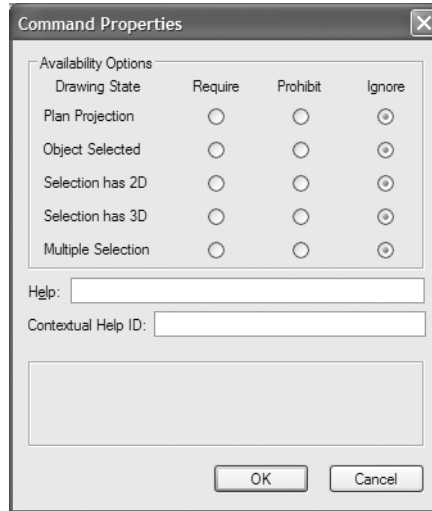 Command Properties
Availability Options
Drawing State Require Prohibit Ignore
Plan Projection
Object Selected
Selection has 2D
Selection has 3D
Multiple Selection
Help:
Contextual Help ID:
OK Cancel